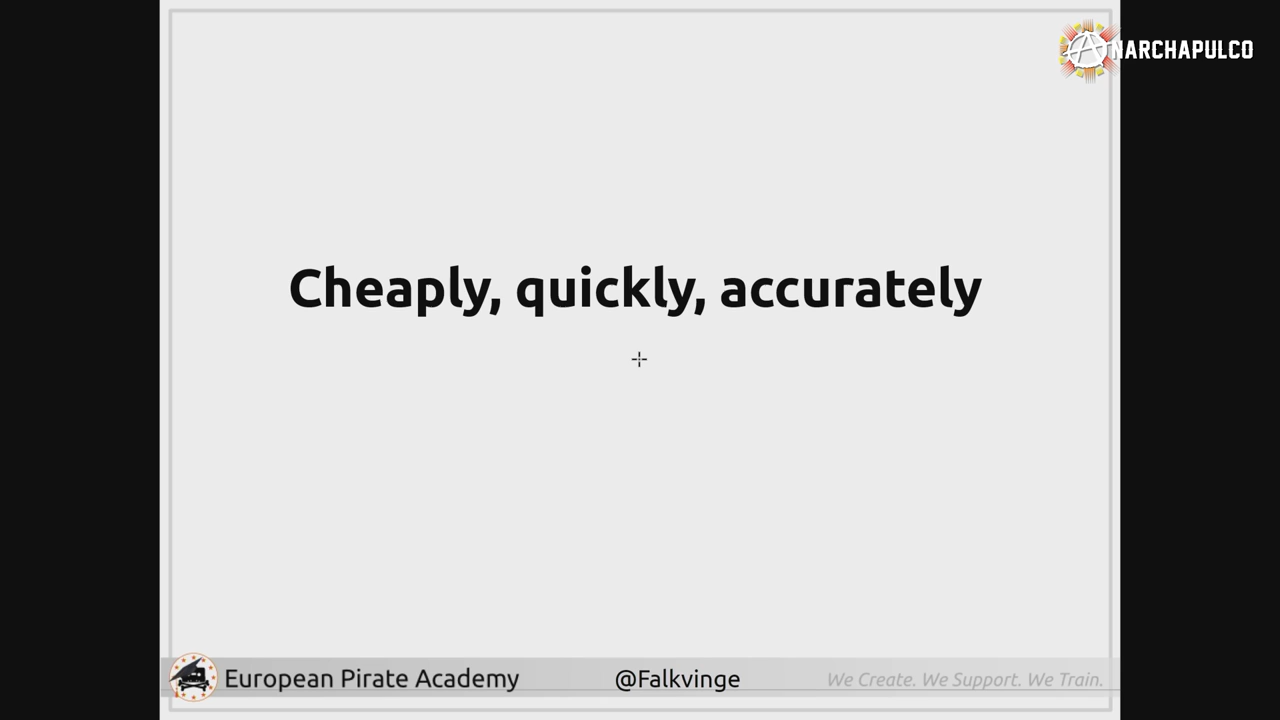 ANARCHAPULCO
Cheaply, quickly, accurately
European Pirate Academy
@Falkvinge
We Create. We Support. We Train.